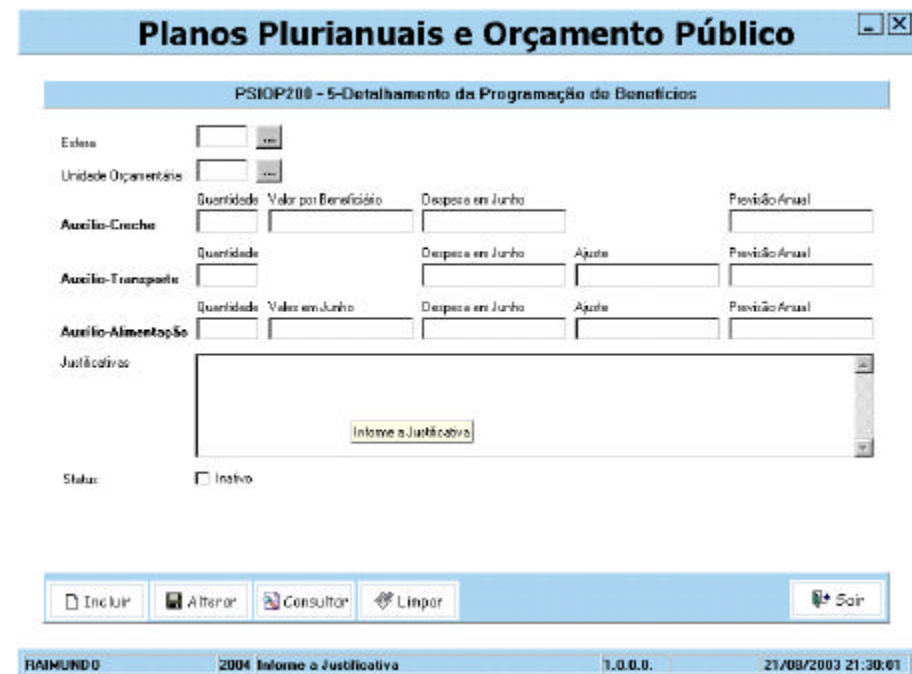 Planos Plurianuais e Orçamento Público
PSIOP200 - 5-Detalhamento da Programação de Benefícios
Esfera ...
Unidade Orçamentária ...
Quantidade Valor por Beneficiário Despesa em Junho Previsão Anual
Auxílio-Creche
Quantidade Despesa em Junho Ajuste Previsão Anual
Auxílio-Transporte
Quantidade Valor em Junho Despesa em Junho Ajuste Previsão Anual
Auxílio-Alimentação
Justificativas
Informe a Justificativa
Status: Inativo
Incluir Alterar Consultar Limpar Sair
RAIMUNDO 2004 Informe a Justificativa 1.0.0.0. 21/08/2003 21:30:01